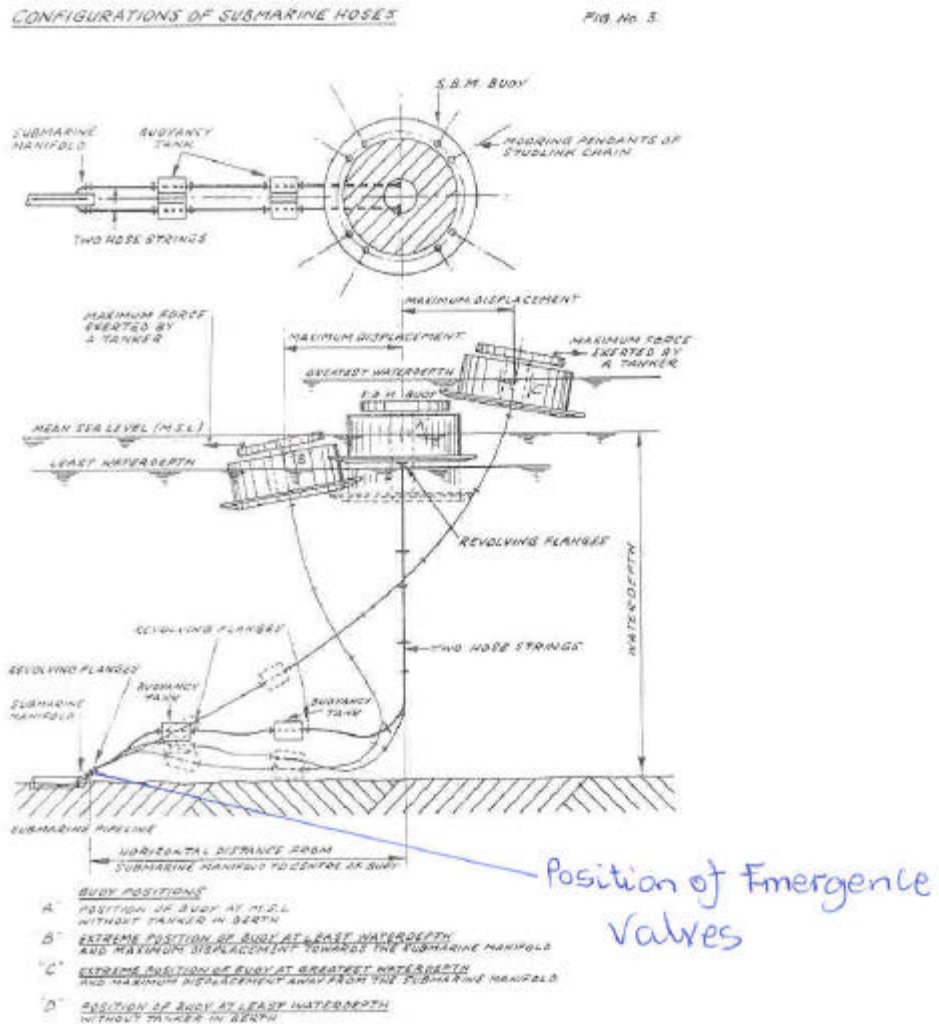 CONFIGURATIONS OF SUBMARINE HOSES
FIG. No. 3.
S.B.M. BUOY
SUBMARINE
MANIFOLD
BUOYANCY
TANK
MOORING PENDANTS OF
STUDLINK CHAIN
TWO HOSE STRINGS
MAXIMUM DISPLACEMENT
MAXIMUM FORCE
EXERTED BY
A TANKER
MAXIMUM DISPLACEMENT
MAXIMUM FORCE
EXERTED BY
A TANKER
GREATEST WATERDEPTH
"C"
S.B.M. BUOY
"A"
MEAN SEA LEVEL (M.S.L)
"B"
LEAST WATERDEPTH
REVOLVING FLANGES
WATERDEPTH
REVOLVING FLANGES
TWO HOSE STRINGS
REVOLVING FLANGES
BUOYANCY
TANK
SUBMARINE
MANIFOLD
BUOYANCY
TANK
SUBMARINE PIPELINE
HORIZONTAL DISTANCE FROM
SUBMARINE MANIFOLD TO CENTRE OF BUOY
Position of Emergence
Valves
BUOY POSITIONS
"A" POSITION OF BUOY AT M.S.L
WITHOUT TANKER IN BERTH
"B" EXTREME POSITION OF BUOY AT LEAST WATERDEPTH
AND MAXIMUM DISPLACEMENT TOWARDS THE SUBMARINE MANIFOLD
"C" EXTREME POSITION OF BUOY AT GREATEST WATERDEPTH
AND MAXIMUM DISPLACEMENT AWAY FROM THE SUBMARINE MANIFOLD
"D" POSITION OF BUOY AT LEAST WATERDEPTH
WITHOUT TANKER IN BERTH